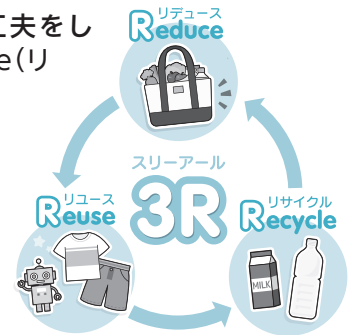 工夫をし
e(リ
リデュース
Reduce
スリーアール
3R
リユース
Reuse
リサイクル
Recycle
MILK